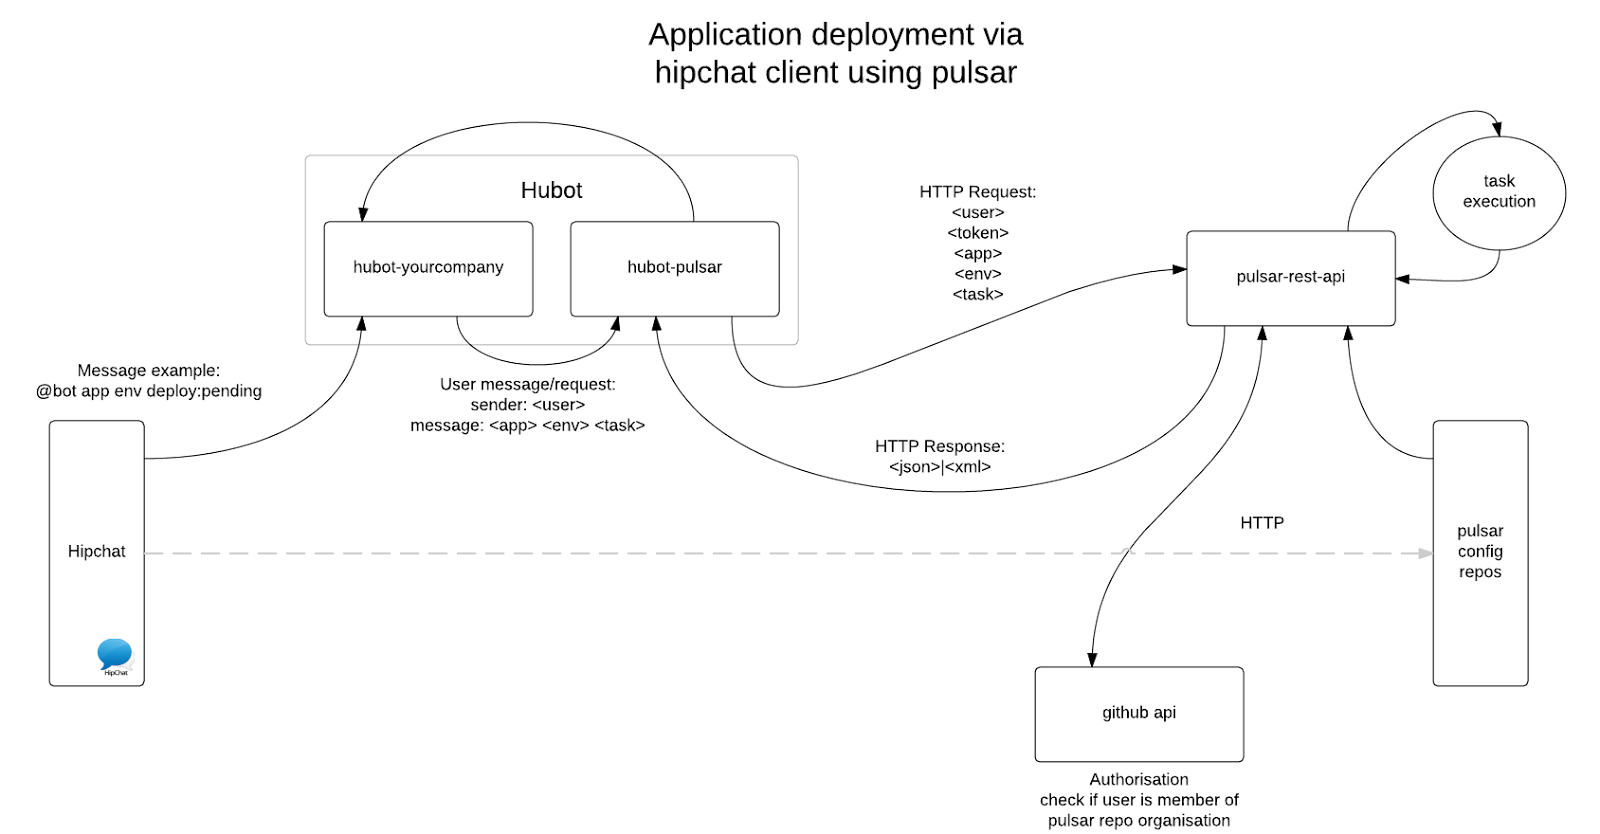 Application deployment via
hipchat client using pulsar
Hubot
hubot-yourcompany
hubot-pulsar
HTTP Request:
<user>
<token>
<app>
<env>
<task>
task
execution
pulsar-rest-api
Message example:
@bot app env deploy:pending
User message/request:
sender: <user>
message: <app> <env> <task>
HTTP Response:
<json>|<xml>
HTTP
Hipchat
HipChat
pulsar
config
repos
github api
Authorisation
check if user is member of
pulsar repo organisation